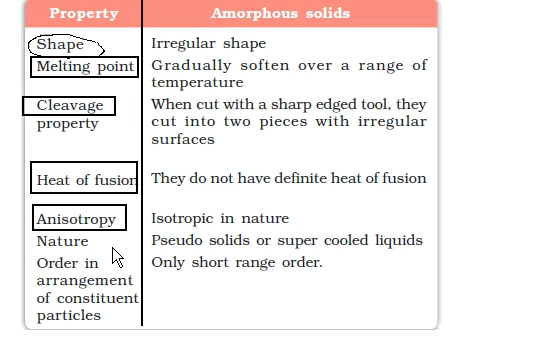 Property Amorphous solids
Shape Irregular shape
Melting point Gradually soften over a range of
temperature
Cleavage When cut with a sharp edged tool, they
property cut into two pieces with irregular
surfaces
Heat of fusion They do not have definite heat of fusion
Anisotropy Isotropic in nature
Nature Pseudo solids or super cooled liquids
Order in Only short range order.
arrangement
of constituent
particles